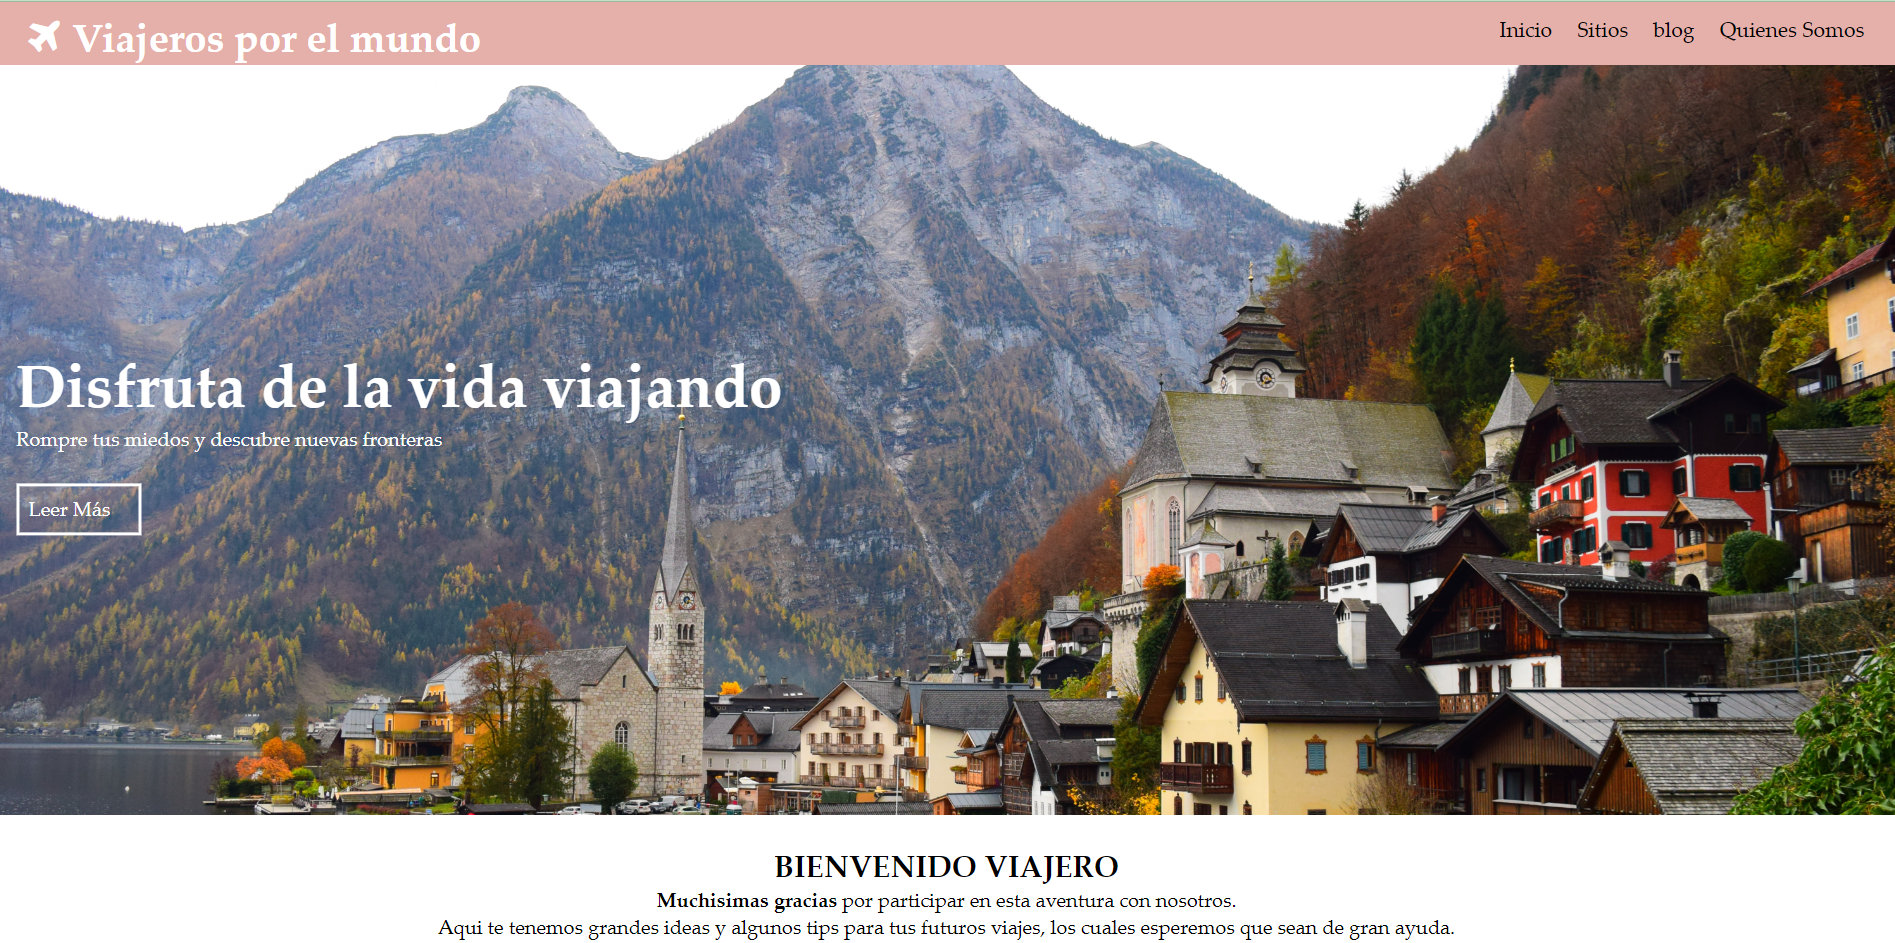 Viajeros por el mundo
Inicio Sitios blog Quienes Somos
Disfruta de la vida viajando
Rompre tus miedos y descubre nuevas fronteras
Leer Más
BIENVENIDO VIAJERO
Muchisimas gracias por participar en esta aventura con nosotros.
Aqui te tenemos grandes ideas y algunos tips para tus futuros viajes, los cuales esperemos que sean de gran ayuda.